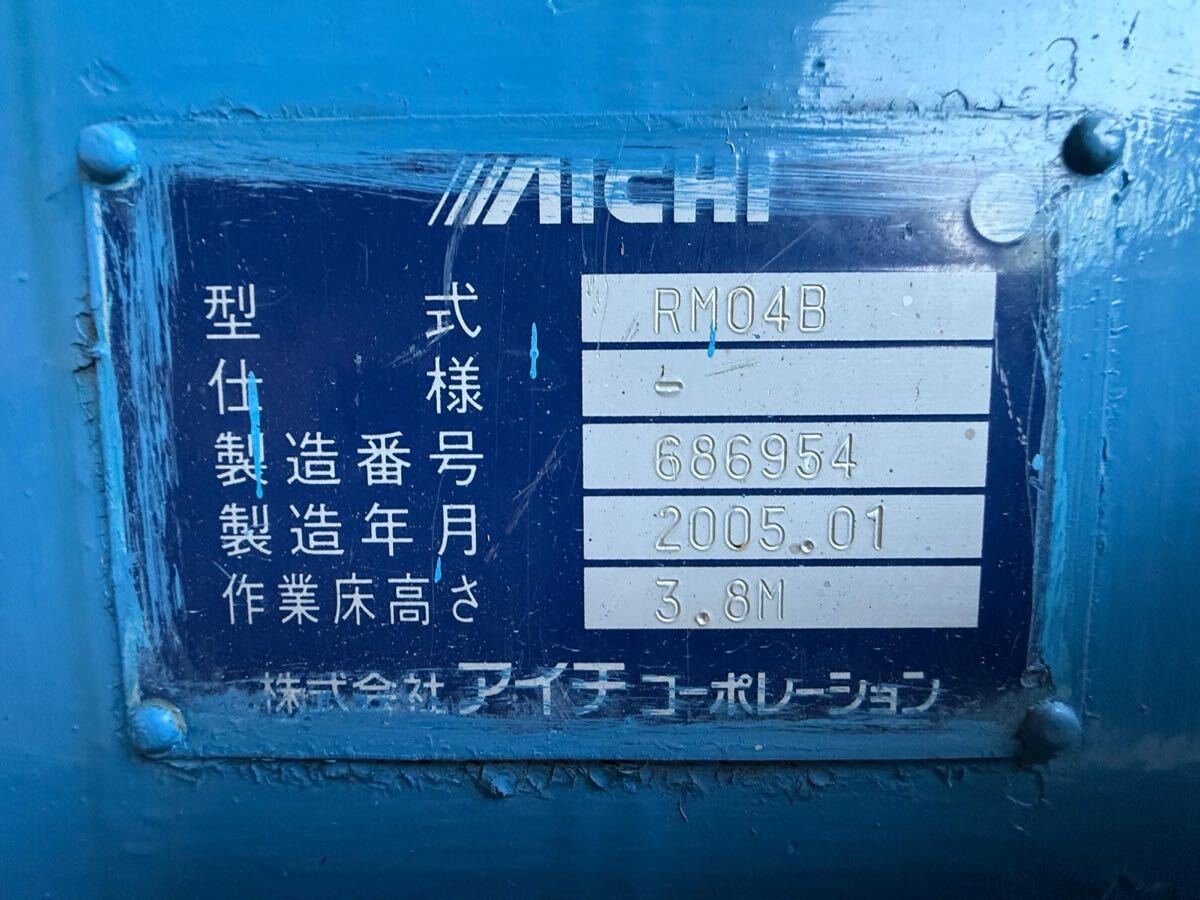 AICHI
型式 RM04B
仕様 -
製造番号 686954
製造年月 2005.01
作業床高さ 3.8M
株式会社アイチコーポレーション